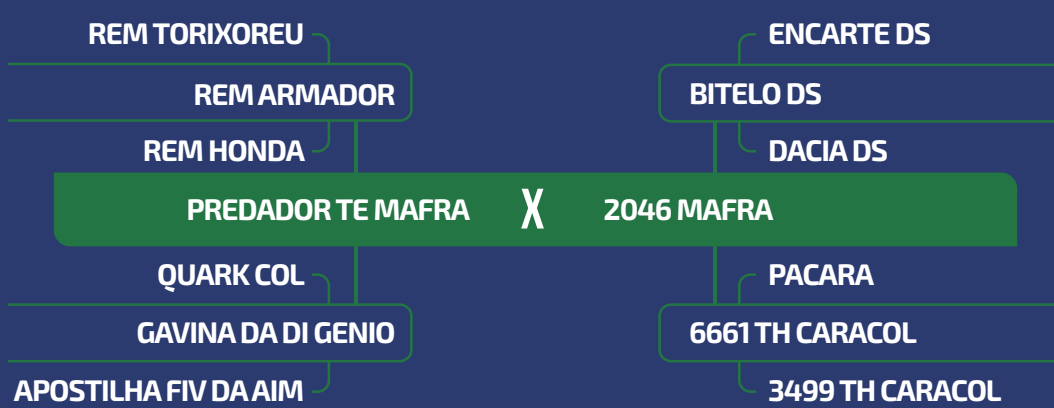 REM TORIXOREU
ENCARTE DS
REM ARMADOR
BITELO DS
REM HONDA
DACIA DS
PREDADOR TE MAFRA X 2046 MAFRA
QUARK COL
PACARA
GAVINA DA DI GENIO
6661 TH CARACOL
APOSTILHA FIV DA AIM
3499 TH CARACOL